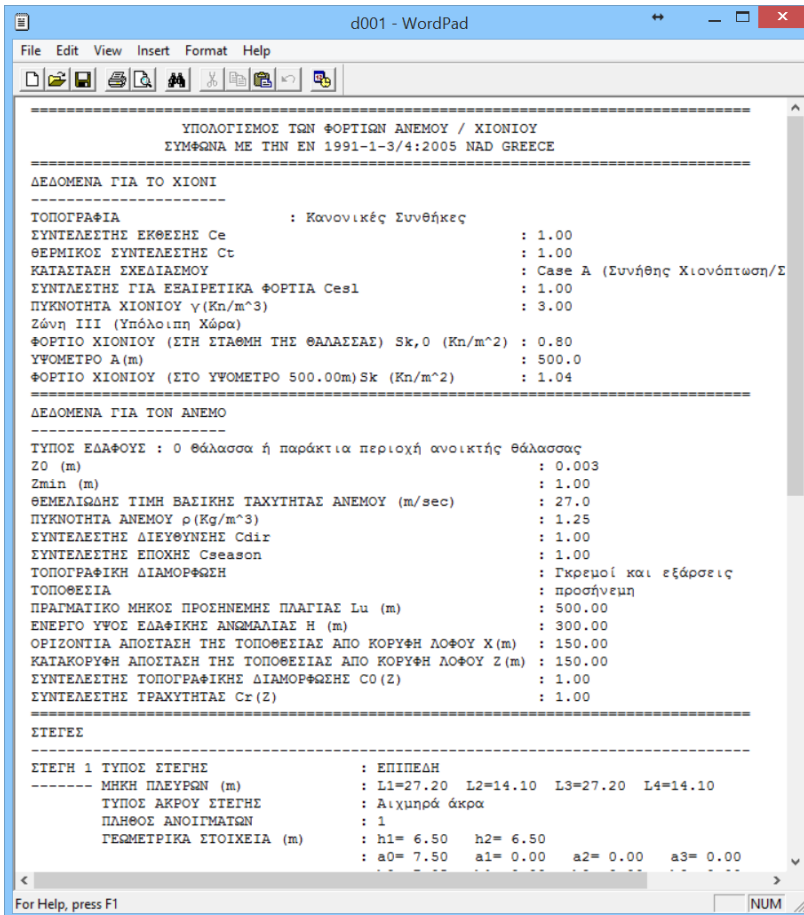 d001 - WordPad
File Edit View Insert Format Help
ΥΠΟΛΟΓΙΣΜΟΣ ΤΩΝ ΦΟΡΤΙΩΝ ΑΝΕΜΟΥ / ΧΙΟΝΙΟΥ
ΣΥΜΦΩΝΑ ΜΕ ΤΗΝ EN 1991-1-3/4:2005 NAD GREECE
ΔΕΔΟΜΕΝΑ ΓΙΑ ΤΟ ΧΙΟΝΙ
ΤΟΠΟΓΡΑΦΙΑ : Κανονικές Συνθήκες
ΣΥΝΤΕΛΕΣΤΗΣ ΕΚΘΕΣΗΣ Ce : 1.00
ΘΕΡΜΙΚΟΣ ΣΥΝΤΕΛΕΣΤΗΣ Ct : 1.00
ΚΑΤΑΣΤΑΣΗ ΣΧΕΔΙΑΣΜΟΥ : Case A (Συνήθης Χιονόπτωση/Σ
ΣΥΝΤΛΕΣΤΗΣ ΓΙΑ ΕΞΑΙΡΕΤΙΚΑ ΦΟΡΤΙΑ Cesl : 1.00
ΠΥΚΝΟΤΗΤΑ ΧΙΟΝΙΟΥ γ(Kn/m^3) : 3.00
Ζώνη III (Υπόλοιπη Χώρα)
ΦΟΡΤΙΟ ΧΙΟΝΙΟΥ (ΣΤΗ ΣΤΑΘΜΗ ΤΗΣ ΘΑΛΑΣΣΑΣ) Sk,0 (Kn/m^2) : 0.80
ΥΨΟΜΕΤΡΟ Α(m) : 500.0
ΦΟΡΤΙΟ ΧΙΟΝΙΟΥ (ΣΤΟ ΥΨΟΜΕΤΡΟ 500.00m)Sk (Kn/m^2) : 1.04
ΔΕΔΟΜΕΝΑ ΓΙΑ ΤΟΝ ΑΝΕΜΟ
ΤΥΠΟΣ ΕΔΑΦΟΥΣ : 0 Θάλασσα ή παράκτια περιοχή ανοικτής θάλασσας
Z0 (m) : 0.003
Zmin (m) : 1.00
ΘΕΜΕΛΙΩΔΗΣ ΤΙΜΗ ΒΑΣΙΚΗΣ ΤΑΧΥΤΗΤΑΣ ΑΝΕΜΟΥ (m/sec) : 27.0
ΠΥΚΝΟΤΗΤΑ ΑΝΕΜΟΥ ρ(Kg/m^3) : 1.25
ΣΥΝΤΕΛΕΣΤΗΣ ΔΙΕΥΘΥΝΣΗΣ Cdir : 1.00
ΣΥΝΤΕΛΕΣΤΗΣ ΕΠΟΧΗΣ Cseason : 1.00
ΤΟΠΟΓΡΑΦΙΚΗ ΔΙΑΜΟΡΦΩΣΗ : Γκρεμοί και εξάρσεις
ΤΟΠΟΘΕΣΙΑ : προσήνεμη
ΠΡΑΓΜΑΤΙΚΟ ΜΗΚΟΣ ΠΡΟΣΗΝΕΜΗΣ ΠΛΑΓΙΑΣ Lu (m) : 500.00
ΕΝΕΡΓΟ ΥΨΟΣ ΕΔΑΦΙΚΗΣ ΑΝΩΜΑΛΙΑΣ H (m) : 300.00
ΟΡΙΖΟΝΤΙΑ ΑΠΟΣΤΑΣΗ ΤΗΣ ΤΟΠΟΘΕΣΙΑΣ ΑΠΟ ΚΟΡΥΦΗ ΛΟΦΟΥ X(m) : 150.00
ΚΑΤΑΚΟΡΥΦΗ ΑΠΟΣΤΑΣΗ ΤΗΣ ΤΟΠΟΘΕΣΙΑΣ ΑΠΟ ΚΟΡΥΦΗ ΛΟΦΟΥ Z(m) : 150.00
ΣΥΝΤΕΛΕΣΤΗΣ ΤΟΠΟΓΡΑΦΙΚΗΣ ΔΙΑΜΟΡΦΩΣΗΣ C0(Z) : 1.00
ΣΥΝΤΕΛΕΣΤΗΣ ΤΡΑΧΥΤΗΤΑΣ Cr(Z) : 1.00
ΣΤΕΓΕΣ
ΣΤΕΓΗ 1 ΤΥΠΟΣ ΣΤΕΓΗΣ : ΕΠΙΠΕΔΗ
------- ΜΗΚΗ ΠΛΕΥΡΩΝ (m) : L1=27.20 L2=14.10 L3=27.20 L4=14.10
ΤΥΠΟΣ ΑΚΡΟΥ ΣΤΕΓΗΣ : Αιχμηρά άκρα
ΠΛΗΘΟΣ ΑΝΟΙΓΜΑΤΩΝ : 1
ΓΕΩΜΕΤΡΙΚΑ ΣΤΟΙΧΕΙΑ (m) : h1= 6.50 h2= 6.50
: a0= 7.50 a1= 0.00 a2= 0.00 a3= 0.00
For Help, press F1
NUM